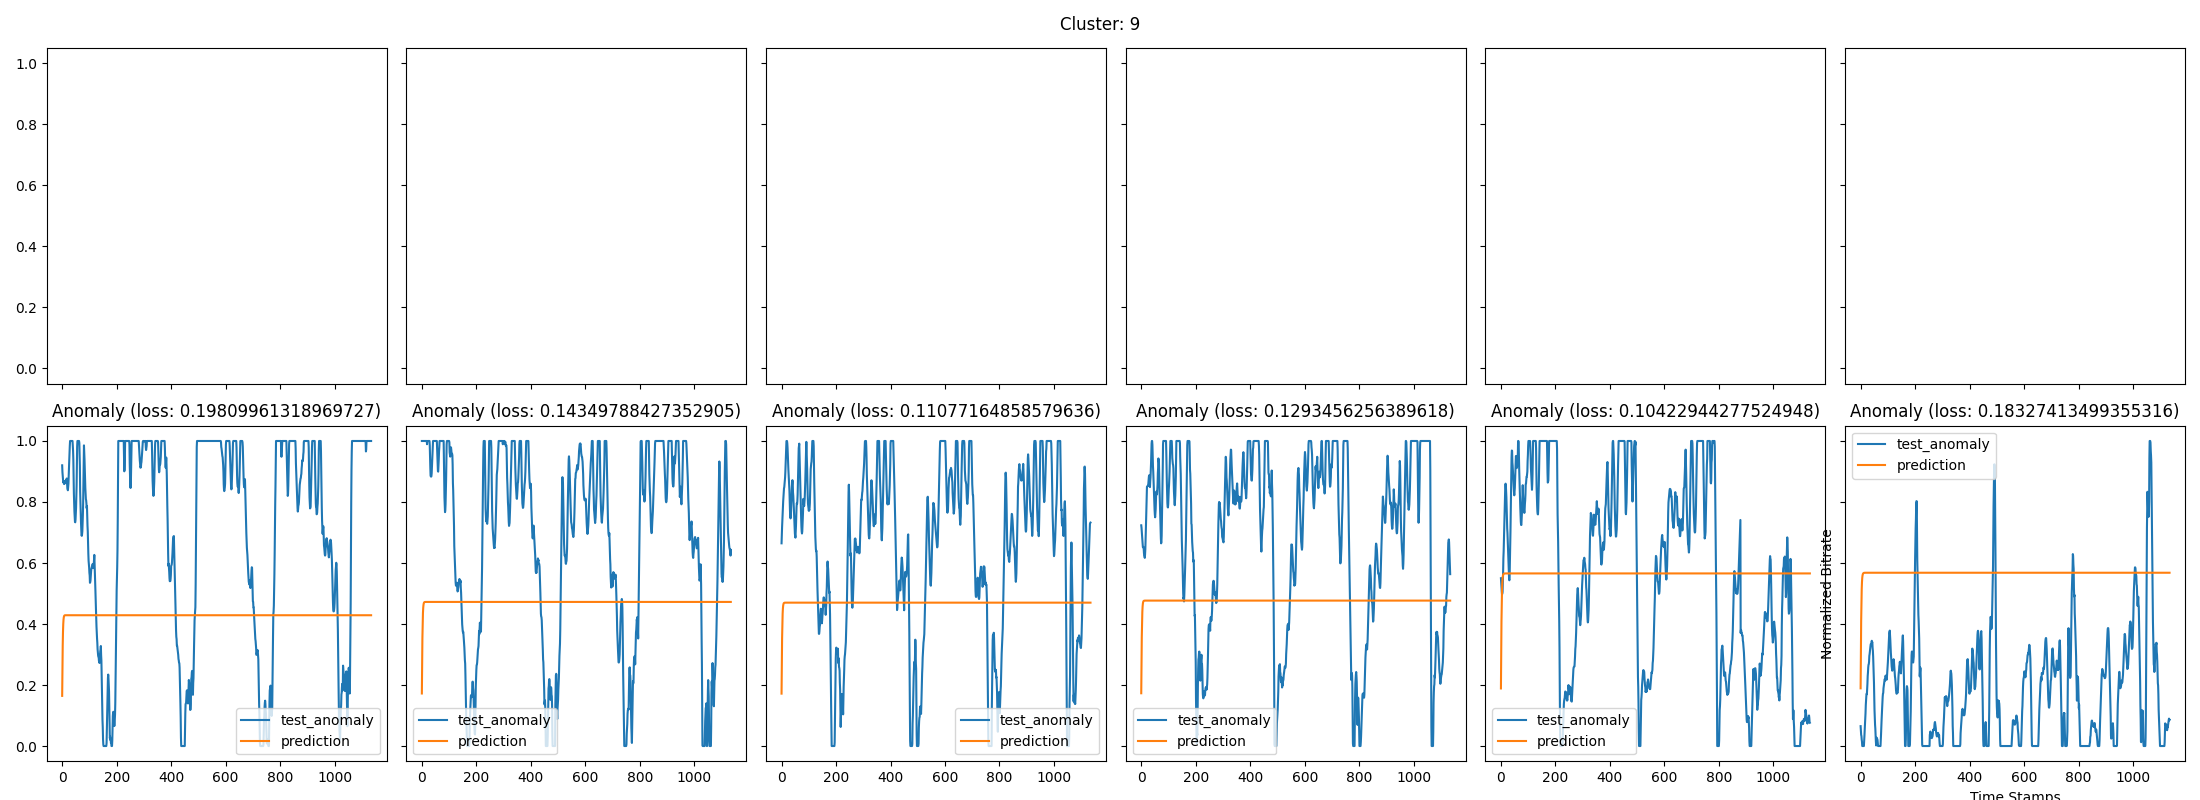 Cluster: 9
1.0
0.8
0.6
0.4
0.2
0.0
Anomaly (loss: 0.19809961318969727)
Anomaly (loss: 0.14349788427352905)
Anomaly (loss: 0.11077164858579636)
Anomaly (loss: 0.1293456256389618)
Anomaly (loss: 0.10422944277524948)
Anomaly (loss: 0.18327413499355316)
1.0
0.8
0.6
0.4
0.2
0.0
test_anomaly
prediction
0 200 400 600 800 1000
test_anomaly
prediction
0 200 400 600 800 1000
test_anomaly
prediction
0 200 400 600 800 1000
test_anomaly
prediction
0 200 400 600 800 1000
test_anomaly
prediction
0 200 400 600 800 1000
Normalized Bitrate
test_anomaly
prediction
0 200 400 600 800 1000
Time Stamps